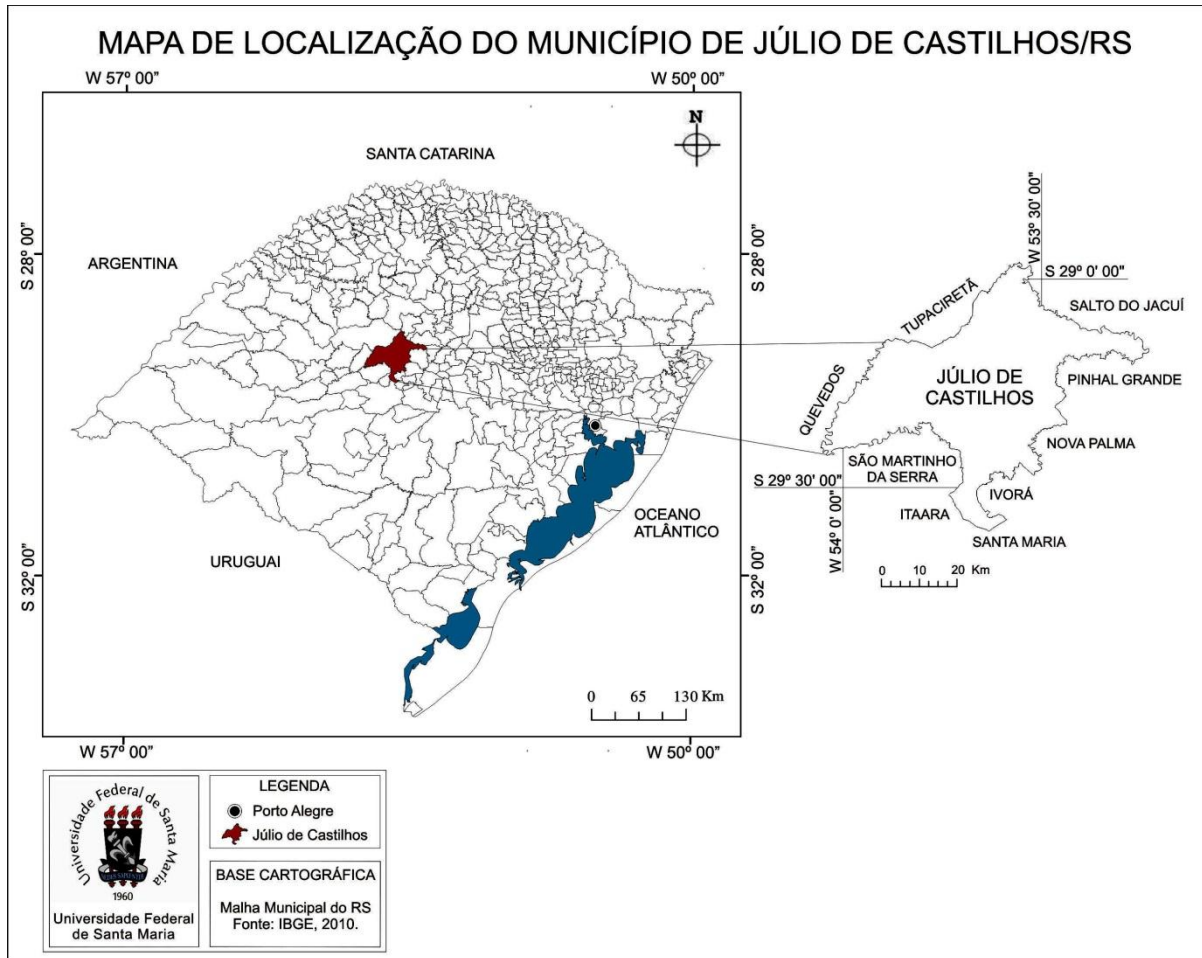 MAPA DE LOCALIZAÇÃO DO MUNICÍPIO DE JÚLIO DE CASTILHOS/RS
W 57º 00"
W 50º 00"
N
SANTA CATARINA
ARGENTINA
S 28º 00"
S 28º 00"
URUGUAI
OCEANO
ATLÂNTICO
S 32º 00"
S 32º 00"
0 65 130 Km
W 57º 00"
W 50º 00"
W 53º 30' 00"
S 29º 0' 00"
TUPACIRETÃ
SALTO DO JACUÍ
QUEVEDOS
JÚLIO DE
CASTILHOS
PINHAL GRANDE
NOVA PALMA
SÃO MARTINHO
DA SERRA
S 29º 30' 00"
IVORÁ
ITAARA
SANTA MARIA
W 54º 0' 00"
0 10 20 Km
Universidade Federal de Santa Maria
1960
Universidade Federal
de Santa Maria
LEGENDA
Porto Alegre
Júlio de Castilhos
BASE CARTOGRÁFICA
Malha Municipal do RS
Fonte: IBGE, 2010.